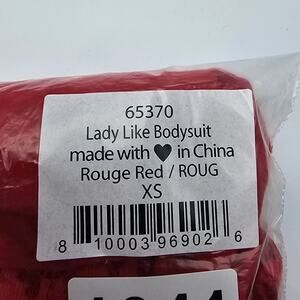 65370
Lady Like Bodysuit
made with ♥ in China
Rouge Red / ROUG
XS
8 10003 96902 6